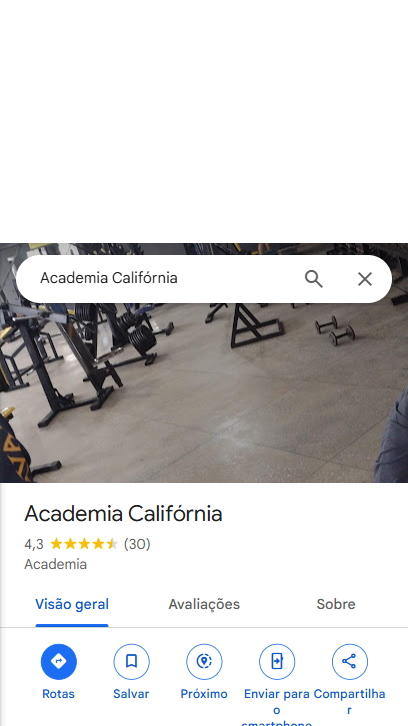 Academia Califórnia
Academia Califórnia
4,3 (30)
Academia
Visão geral Avaliações Sobre
Rotas Salvar Próximo Enviar para o smartphone Compartilhar